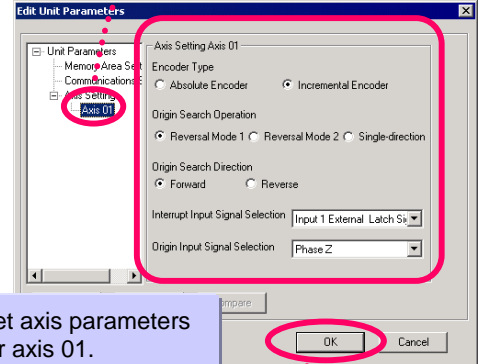 Edit Unit Parameters
Unit Parameters
Memory Area Sett
Communications
Axis Setting
Axis 01
Axis Setting Axis 01
Encoder Type
Absolute Encoder
Incremental Encoder
Origin Search Operation
Reversal Mode 1
Reversal Mode 2
Single-direction
Origin Search Direction
Forward
Reverse
Interrupt Input Signal Selection
Input 1 External Latch Si
Origin Input Signal Selection
Phase Z
axis parameters
axis 01.
OK
Cancel